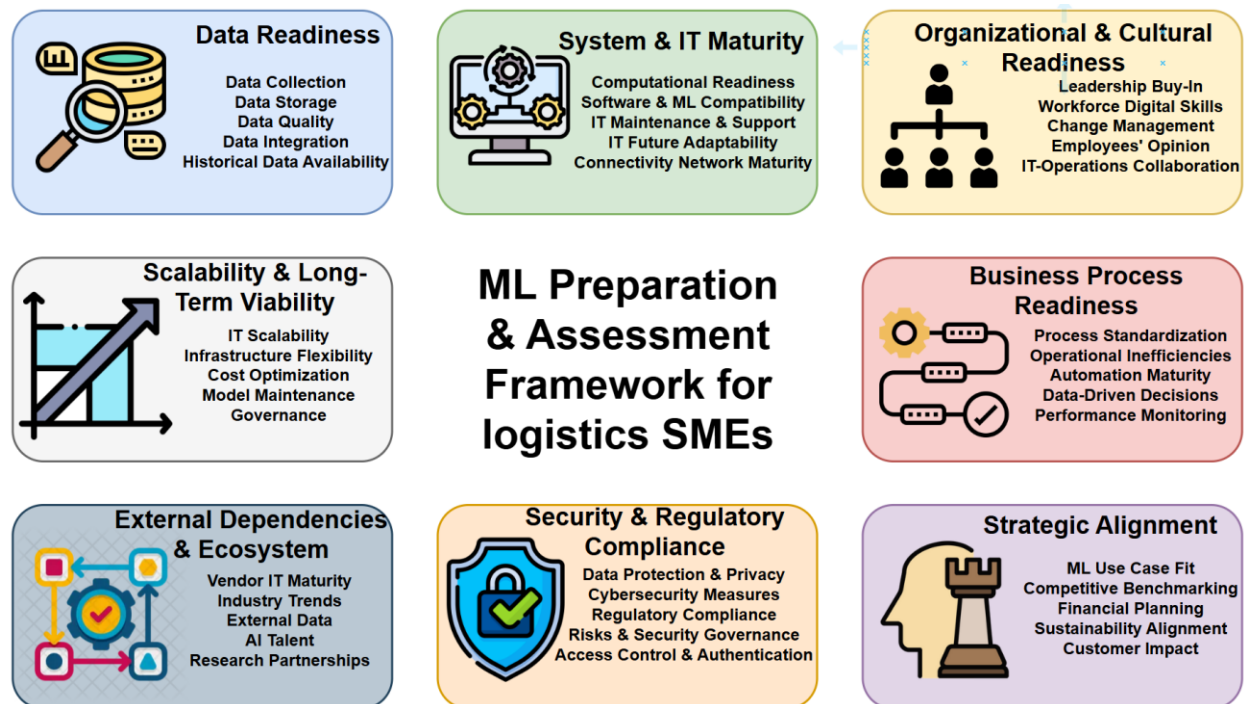 Data Readiness
Data Collection
Data Storage
Data Quality
Data Integration
Historical Data Availability
System & IT Maturity
Computational Readiness
Software & ML Compatibility
IT Maintenance & Support
IT Future Adaptability
Connectivity Network Maturity
Organizational & Cultural
Readiness
Leadership Buy-In
Workforce Digital Skills
Change Management
Employees' Opinion
IT-Operations Collaboration
Scalability & Long-
Term Viability
IT Scalability
Infrastructure Flexibility
Cost Optimization
Model Maintenance
Governance
ML Preparation
& Assessment
Framework for
logistics SMEs
Business Process
Readiness
Process Standardization
Operational Inefficiencies
Automation Maturity
Data-Driven Decisions
Performance Monitoring
External Dependencies
& Ecosystem
Vendor IT Maturity
Industry Trends
External Data
AI Talent
Research Partnerships
Security & Regulatory
Compliance
Data Protection & Privacy
Cybersecurity Measures
Regulatory Compliance
Risks & Security Governance
Access Control & Authentication
Strategic Alignment
ML Use Case Fit
Competitive Benchmarking
Financial Planning
Sustainability Alignment
Customer Impact